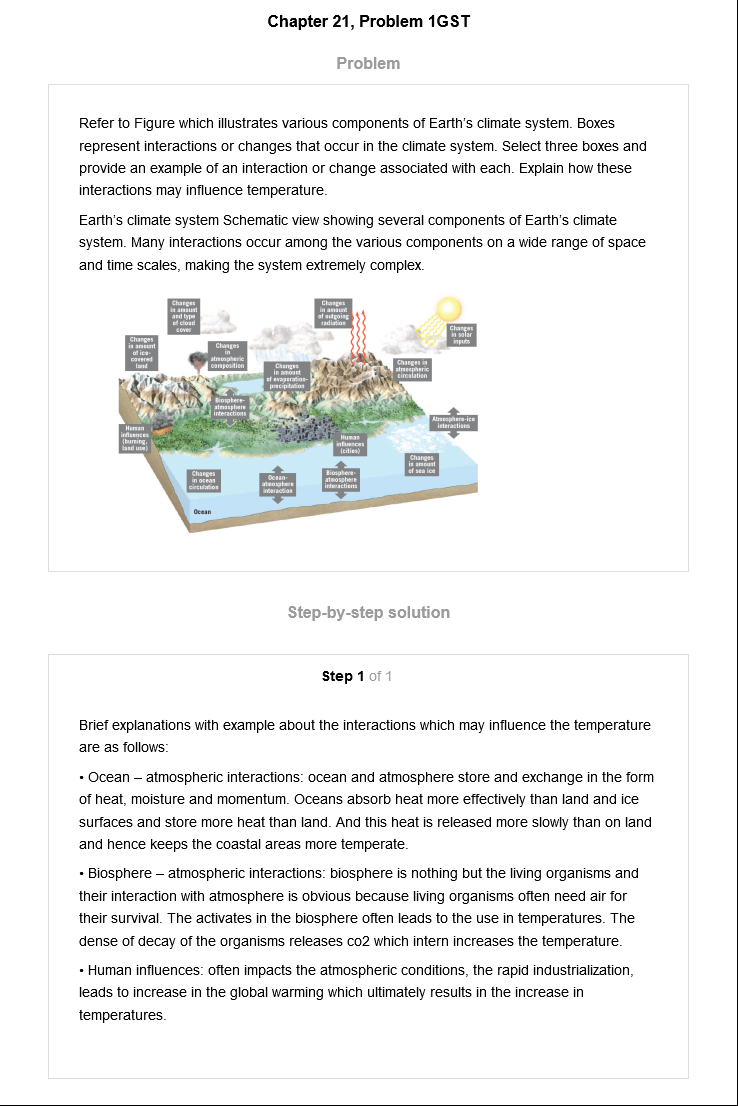 Chapter 21, Problem 1GST
Problem
Refer to Figure which illustrates various components of Earth’s climate system. Boxes
represent interactions or changes that occur in the climate system. Select three boxes and
provide an example of an interaction or change associated with each. Explain how these
interactions may influence temperature.
Earth’s climate system Schematic view showing several components of Earth’s climate
system. Many interactions occur among the various components on a wide range of space
and time scales, making the system extremely complex.
Changes
in amount
and type
of cloud
cover
Changes
in amount
of outgoing
radiation
Changes
in solar
inputs
Changes
in amount
of ice-
covered
land
Changes
in
atmospheric
composition
Changes
in amount
of evaporation-
precipitation
Changes in
atmospheric
circulation
Biosphere-
atmosphere
interactions
Atmosphere-ice
interactions
Human
influences
(burning,
land use)
Human
influences
(cities)
Changes
in amount
of sea ice
Changes
in ocean
circulation
Ocean-
atmosphere
interaction
Biosphere-
atmosphere
interactions
Ocean
Step-by-step solution
Step 1 of 1
Brief explanations with example about the interactions which may influence the temperature
are as follows:
• Ocean – atmospheric interactions: ocean and atmosphere store and exchange in the form
of heat, moisture and momentum. Oceans absorb heat more effectively than land and ice
surfaces and store more heat than land. And this heat is released more slowly than on land
and hence keeps the coastal areas more temperate.
• Biosphere – atmospheric interactions: biosphere is nothing but the living organisms and
their interaction with atmosphere is obvious because living organisms often need air for
their survival. The activates in the biosphere often leads to the use in temperatures. The
dense of decay of the organisms releases co2 which intern increases the temperature.
• Human influences: often impacts the atmospheric conditions, the rapid industrialization,
leads to increase in the global warming which ultimately results in the increase in
temperatures.